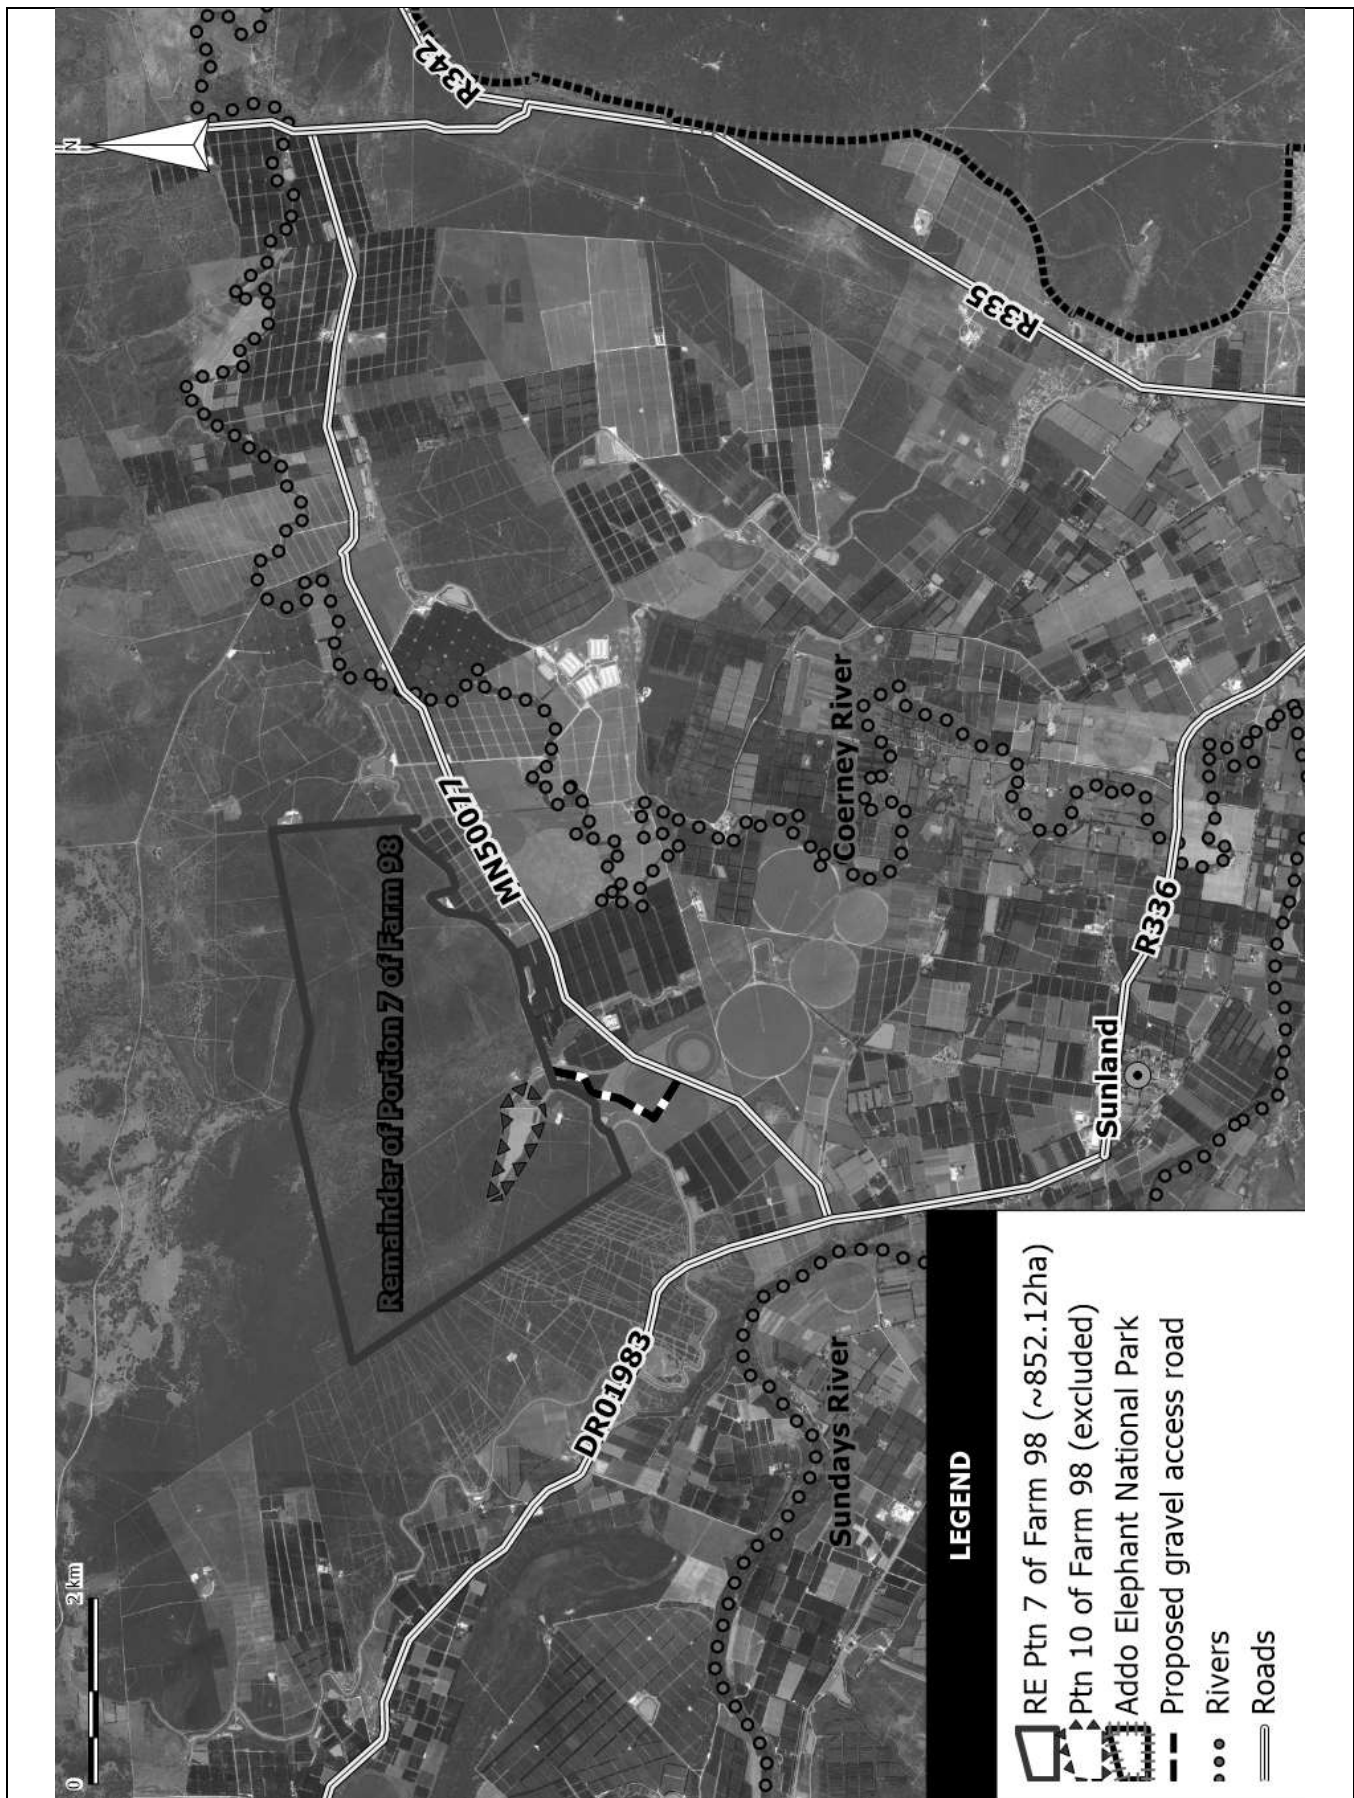 N
R342
MN50077
R335
Remainder of Portion 7 of Farm 98
Coerney River
R336
Sunland
DR01983
Sundays River
0 2 km
LEGEND
RE Ptn 7 of Farm 98 (~852.12ha)
Ptn 10 of Farm 98 (excluded)
Addo Elephant National Park
Proposed gravel access road
Rivers
Roads